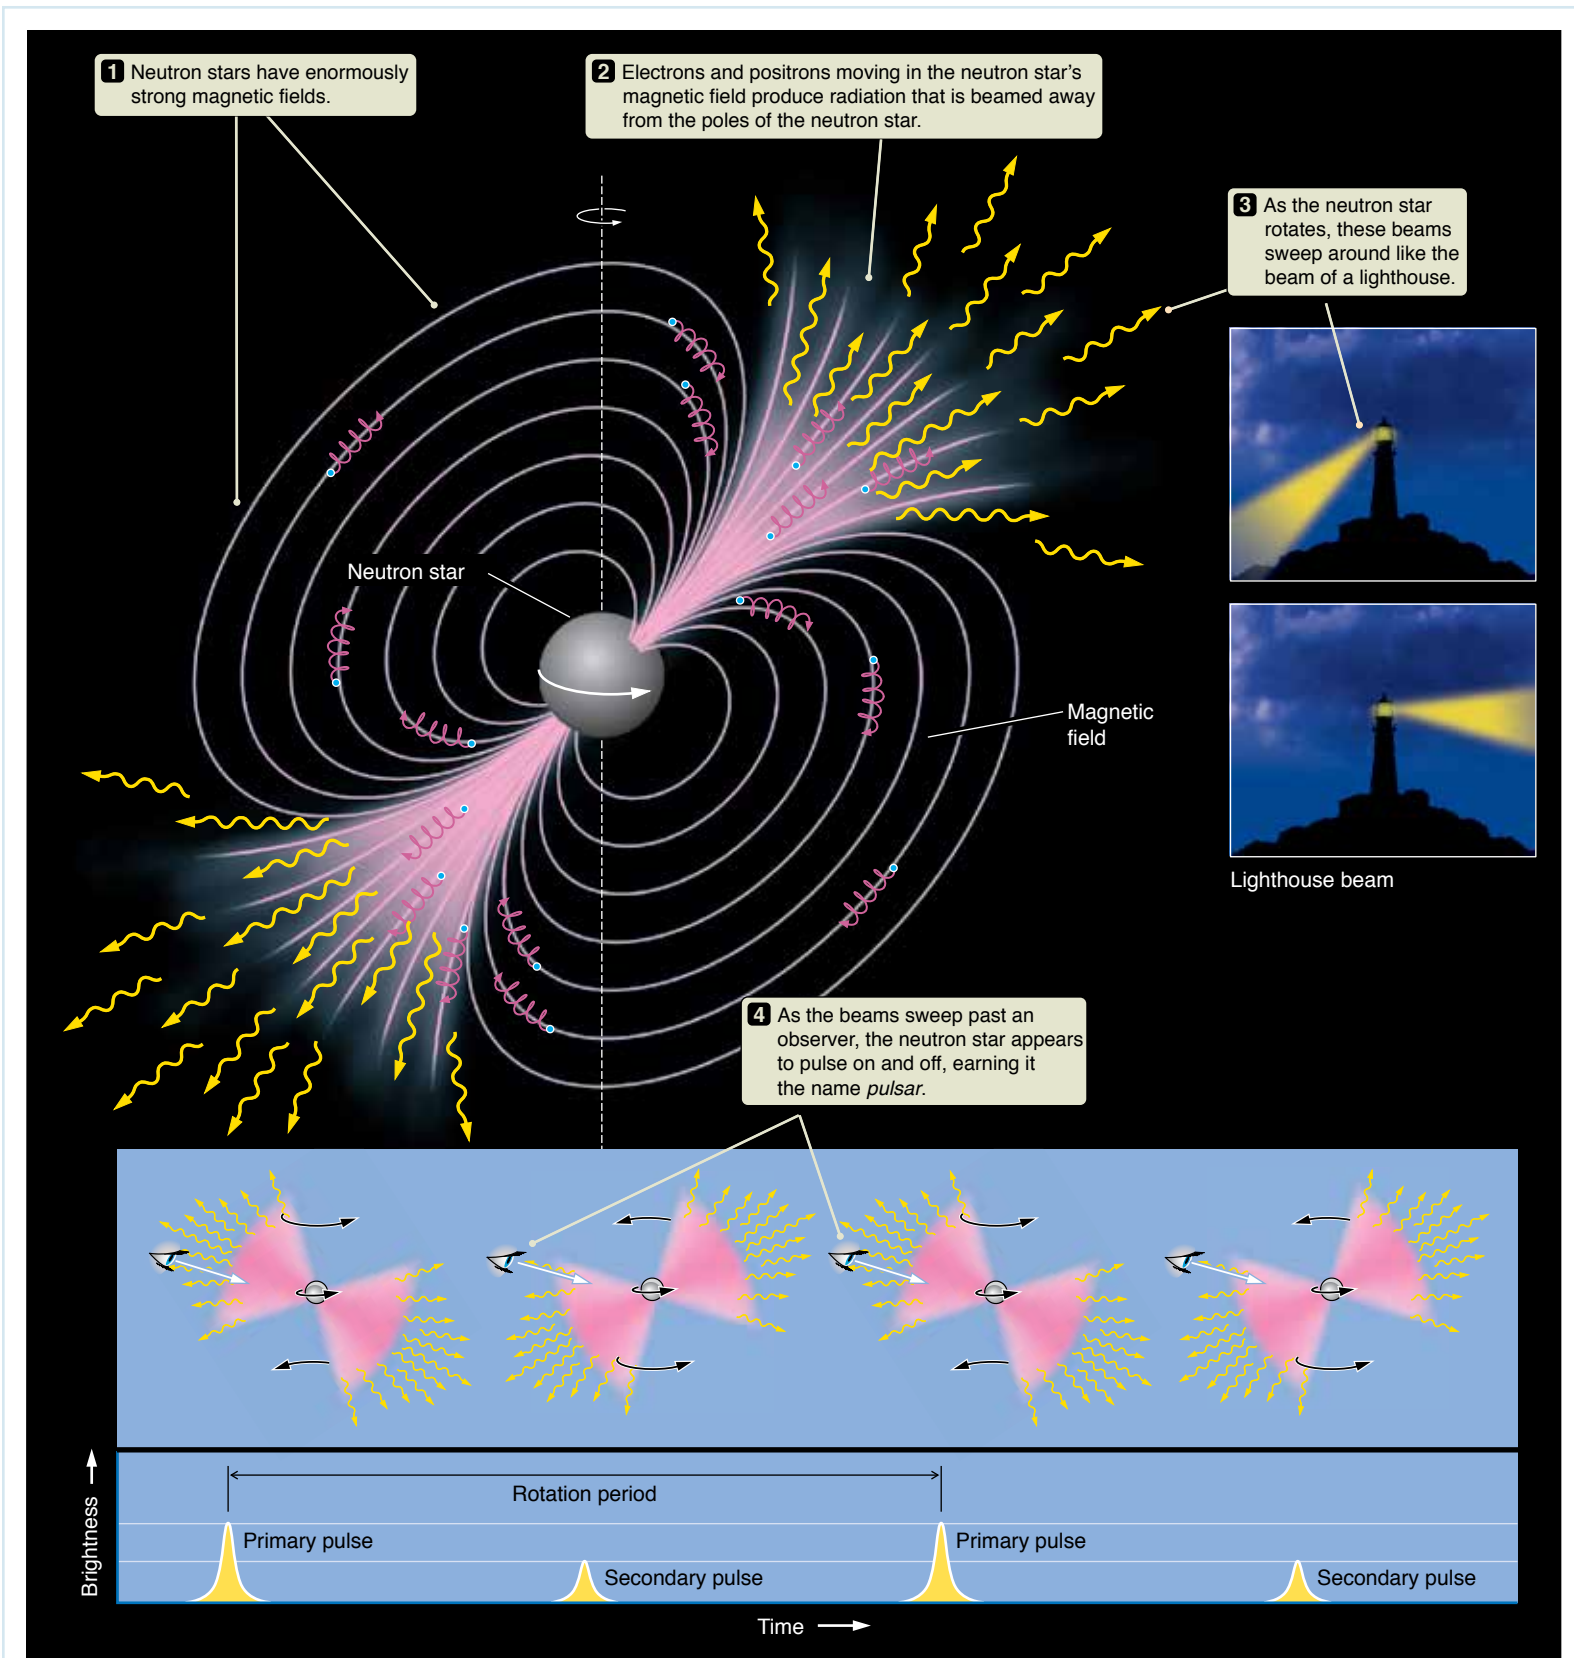 1 Neutron stars have enormously
strong magnetic fields.
2 Electrons and positrons moving in the neutron star's
magnetic field produce radiation that is beamed away
from the poles of the neutron star.
3 As the neutron star
rotates, these beams
sweep around like the
beam of a lighthouse.
Neutron star
Magnetic
field
Lighthouse beam
4 As the beams sweep past an
observer, the neutron star appears
to pulse on and off, earning it
the name pulsar.
Brightness
Rotation period
Primary pulse
Primary pulse
Secondary pulse
Secondary pulse
Time